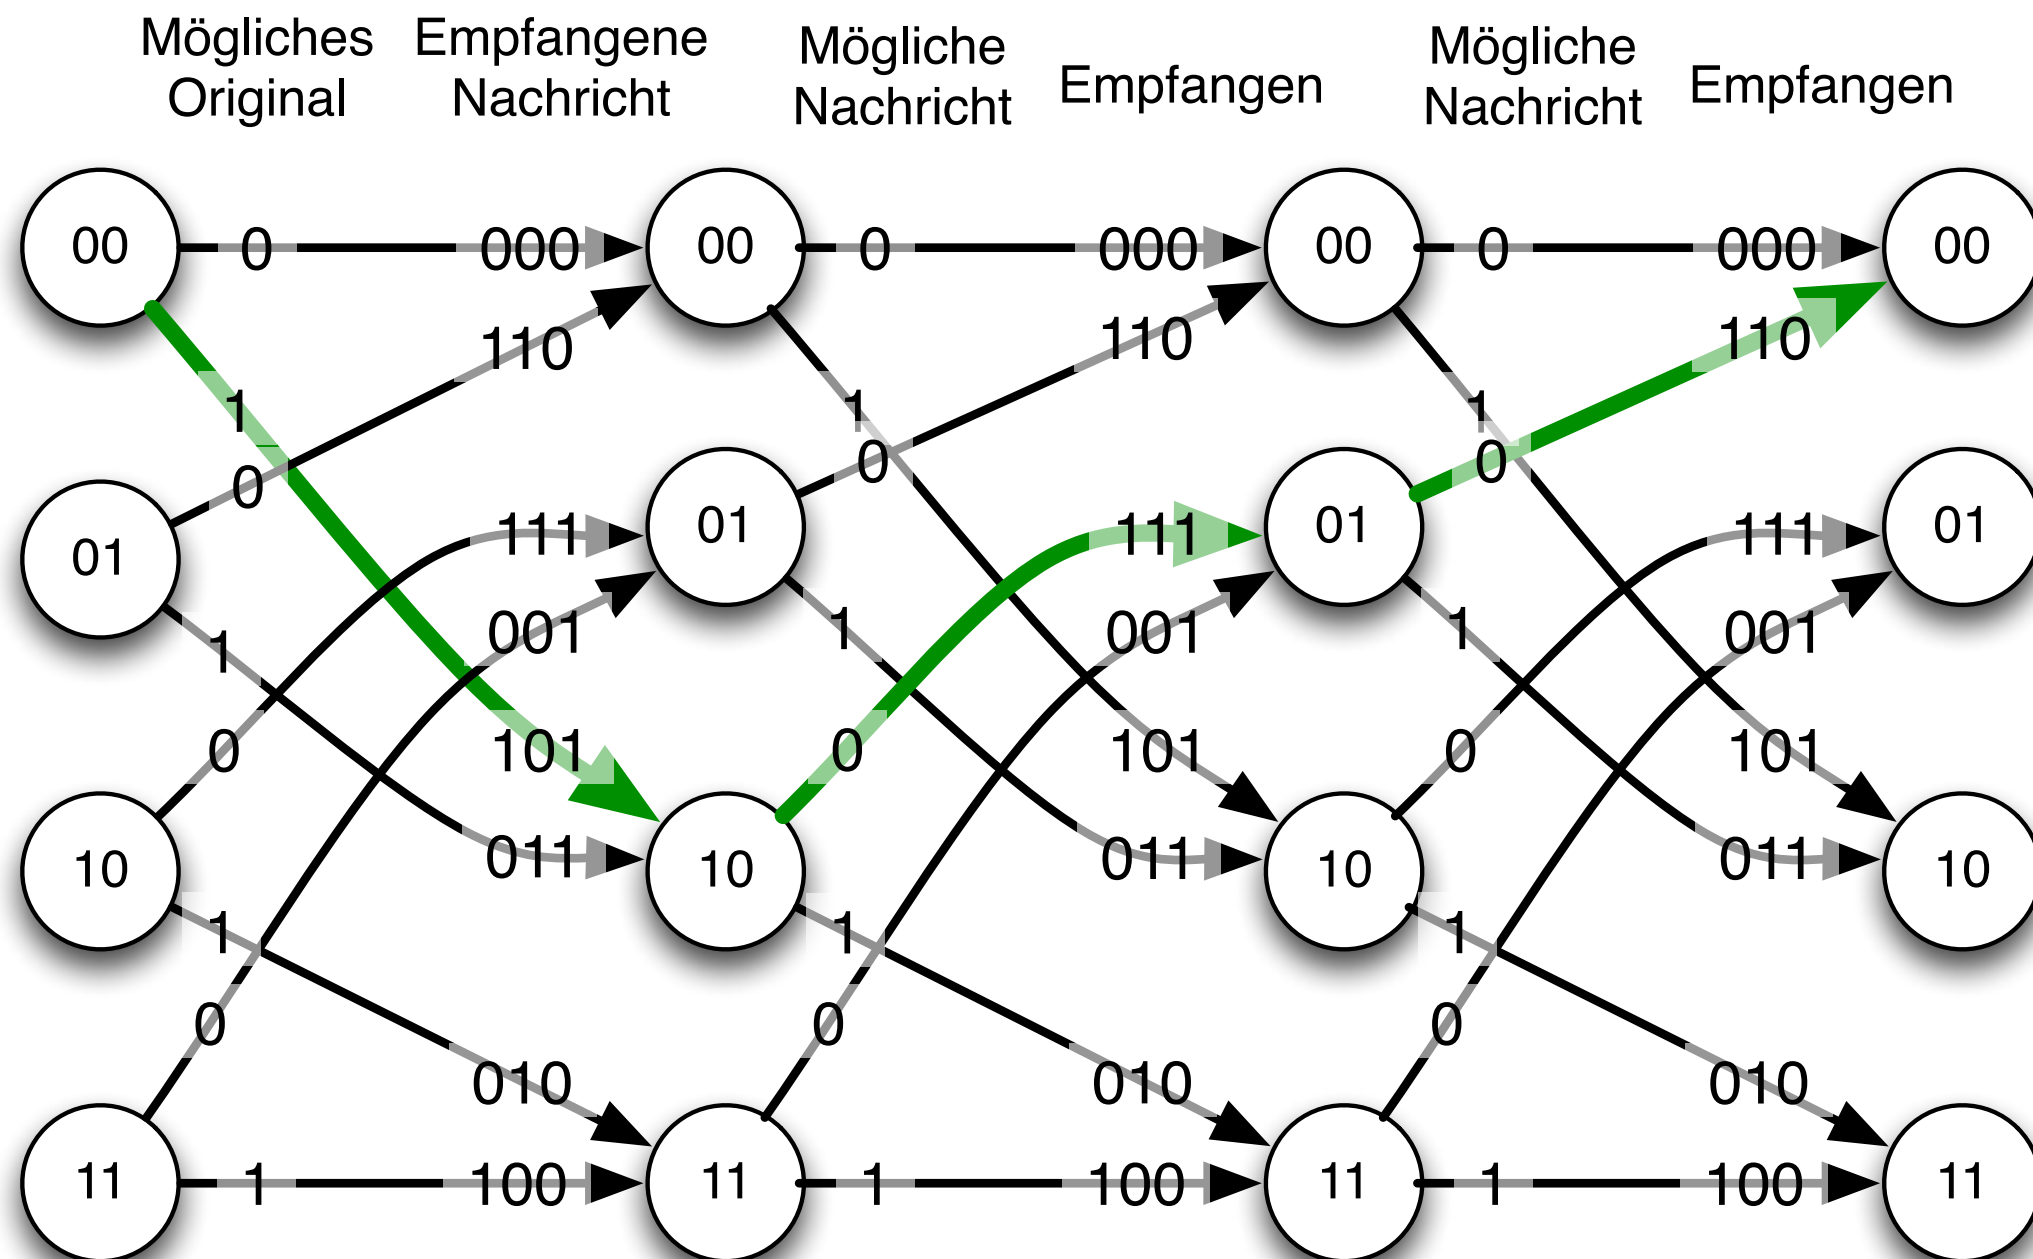 Mögliches Original
Empfangene Nachricht
Mögliche Nachricht
Empfangen
Mögliche Nachricht
Empfangen
00 0 000 00 0 000 00 0 000 00
110 110 110
1 1 1
0 0 0
01 111 01 111 01 111 01
1 001 1 001 1 001
0 101 0 101 0 101
10 011 10 011 10 011 10
1 1 1
0 0 0
010 010 010
11 1 100 11 1 100 11 1 100 11